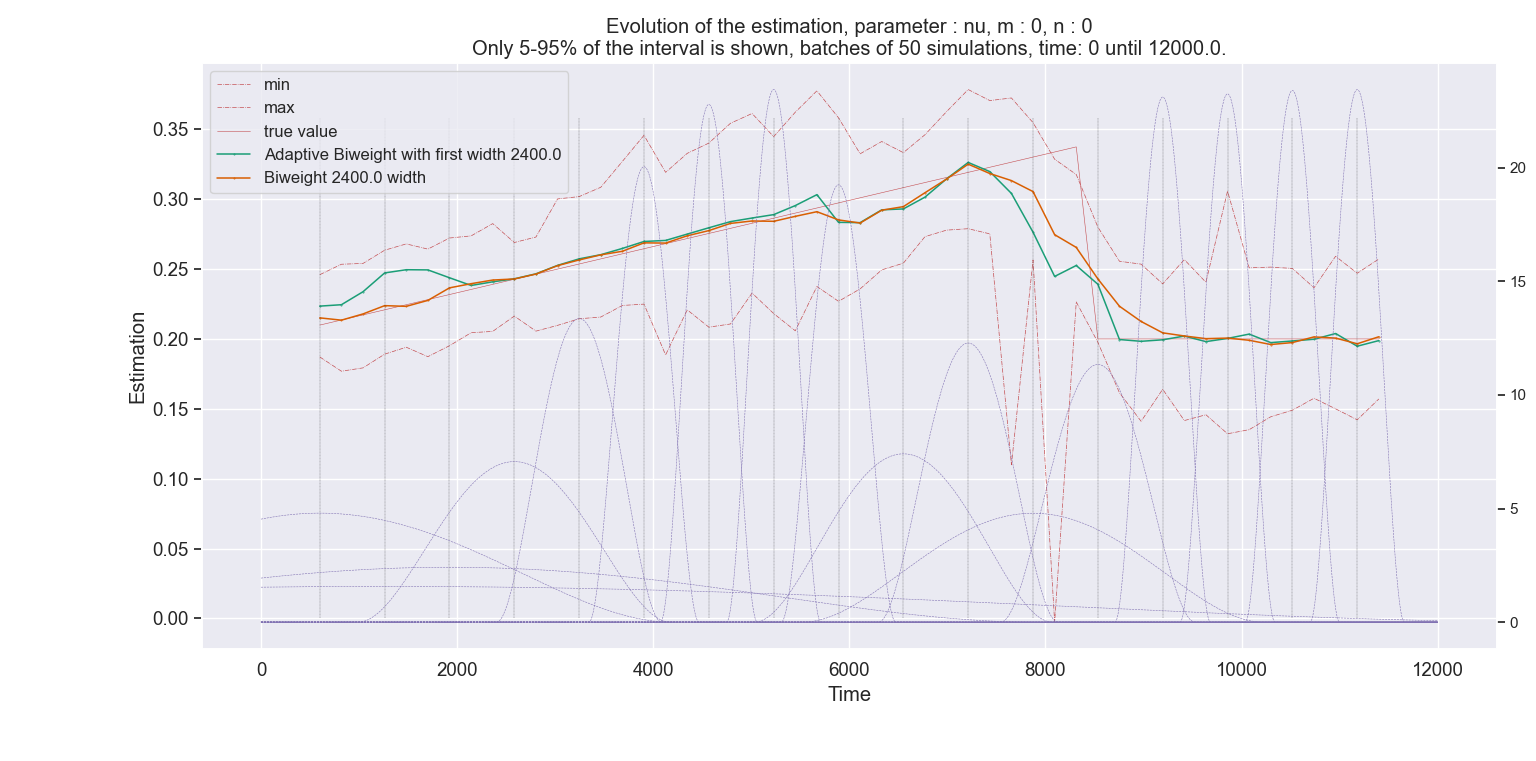 Evolution of the estimation, parameter : nu, m : 0, n : 0
Only 5-95% of the interval is shown, batches of 50 simulations, time: 0 until 12000.0.
min
max
true value
Adaptive Biweight with first width 2400.0
Biweight 2400.0 width
0.35
0.30
0.25
0.20
0.15
0.10
0.05
0.00
Estimation
20
15
10
5
0
0
2000
4000
6000
8000
10000
12000
Time